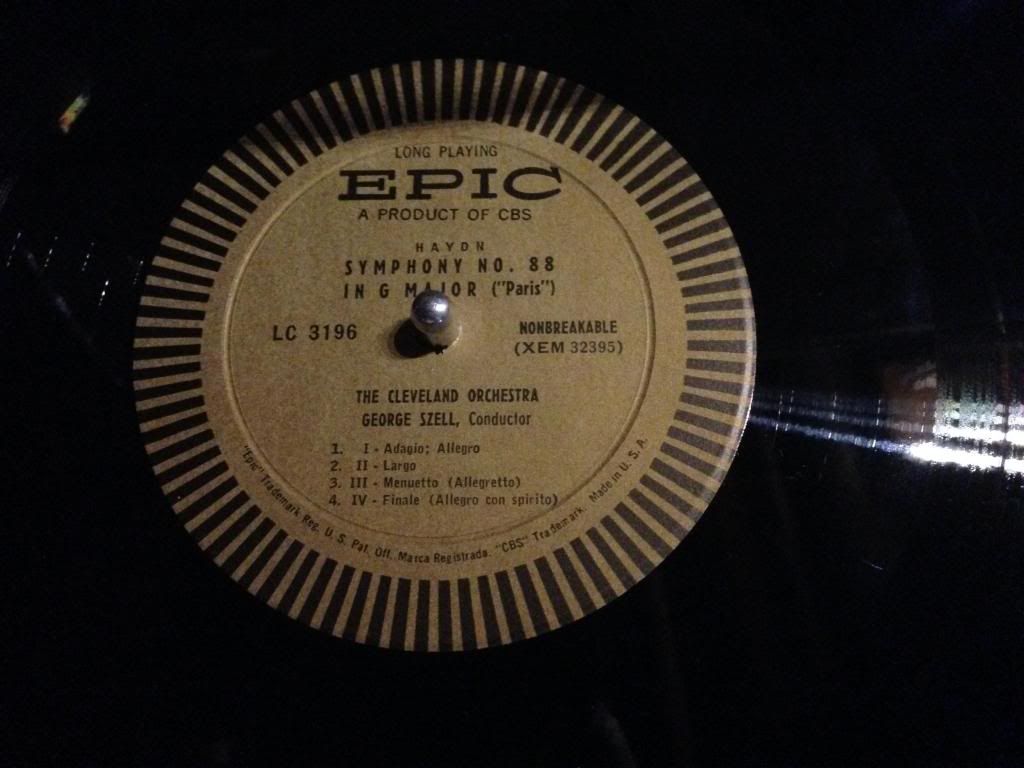 LONG PLAYING
EPIC
A PRODUCT OF CBS
HAYDN
SYMPHONY NO. 88
IN G MAJOR ("Paris")
LC 3196
NONBREAKABLE
(XEM 32395)
THE CLEVELAND ORCHESTRA
GEORGE SZELL, Conductor
1. I - Adagio; Allegro
2. II - Largo
3. III - Menuetto (Allegretto)
4. IV - Finale (Allegro con spirito)
"Epic" Trademark Reg. U. S. Pat. Off. Marca Registrada. "CBS" Trademark. Made in U. S. A.